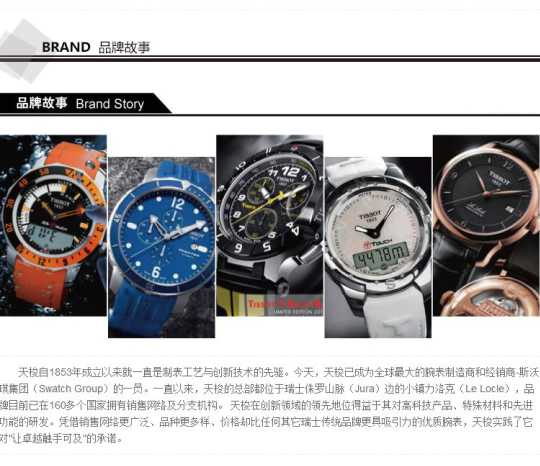 BRAND 品牌故事
品牌故事 Brand Story
TISSOT
TISSOT
TISSOT
TISSOT
TISSOT
1853
T-TOUCH
4478M
LIMITED EDITION
天梭自1853年成立以来就一直是制表工艺与创新技术的先驱。今天，天梭已成为全球最大的腕表制造商和经销商-斯沃
琪集团（Swatch Group）的一员。一直以来，天梭的总部都位于瑞士侏罗山脉（Jura）边的小镇力洛克（Le Locle），品
牌目前已在160多个国家拥有销售网络及分支机构。 天梭在创新领域的领先地位得益于其对高科技产品、特殊材料和先进
功能的研发。凭借销售网络更广泛、品种更多样、价格却比任何其它瑞士传统品牌更具吸引力的优质腕表，天梭实践了它
对"让卓越触手可及"的承诺。